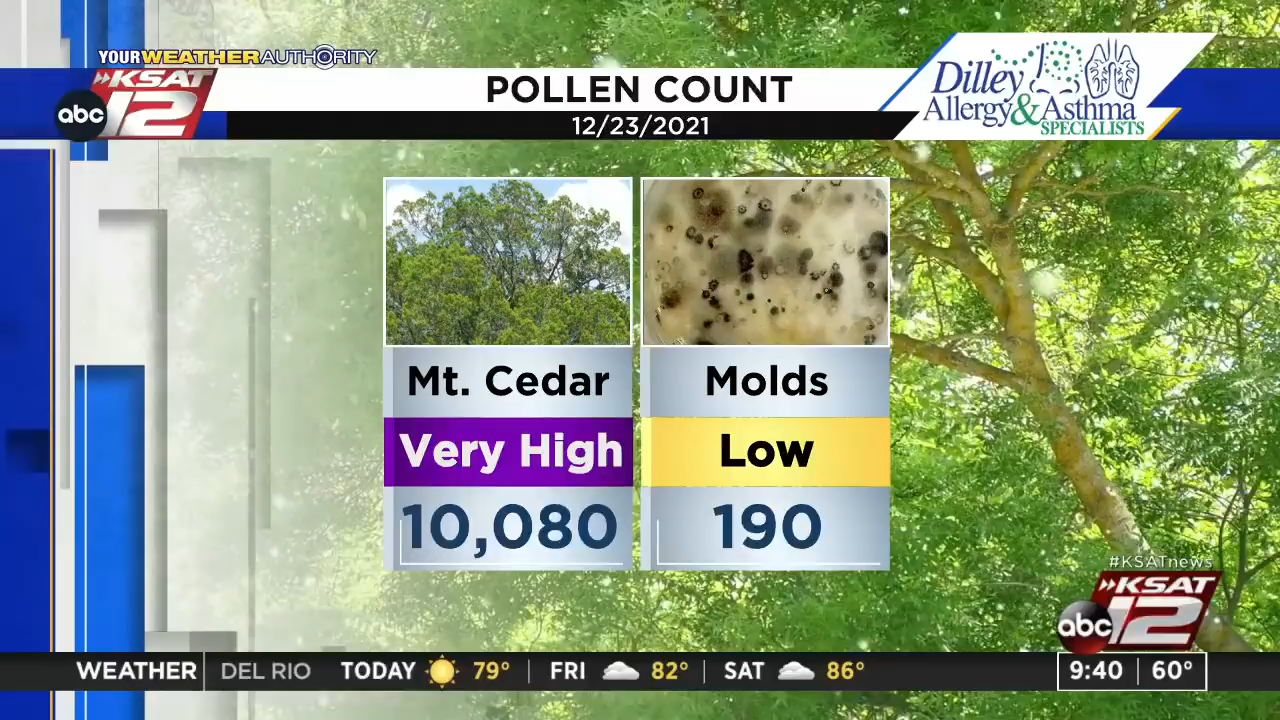 YOUR WEATHER AUTHORITY
KSAT
abc 12
POLLEN COUNT
12/23/2021
Dilley
Allergy & Asthma
SPECIALISTS
Mt. Cedar
Molds
Very High
Low
10,080
190
#KSATnews
KSAT
abc 12
WEATHER DEL RIO TODAY 79° FRI 82° SAT 86° 9:40 60°